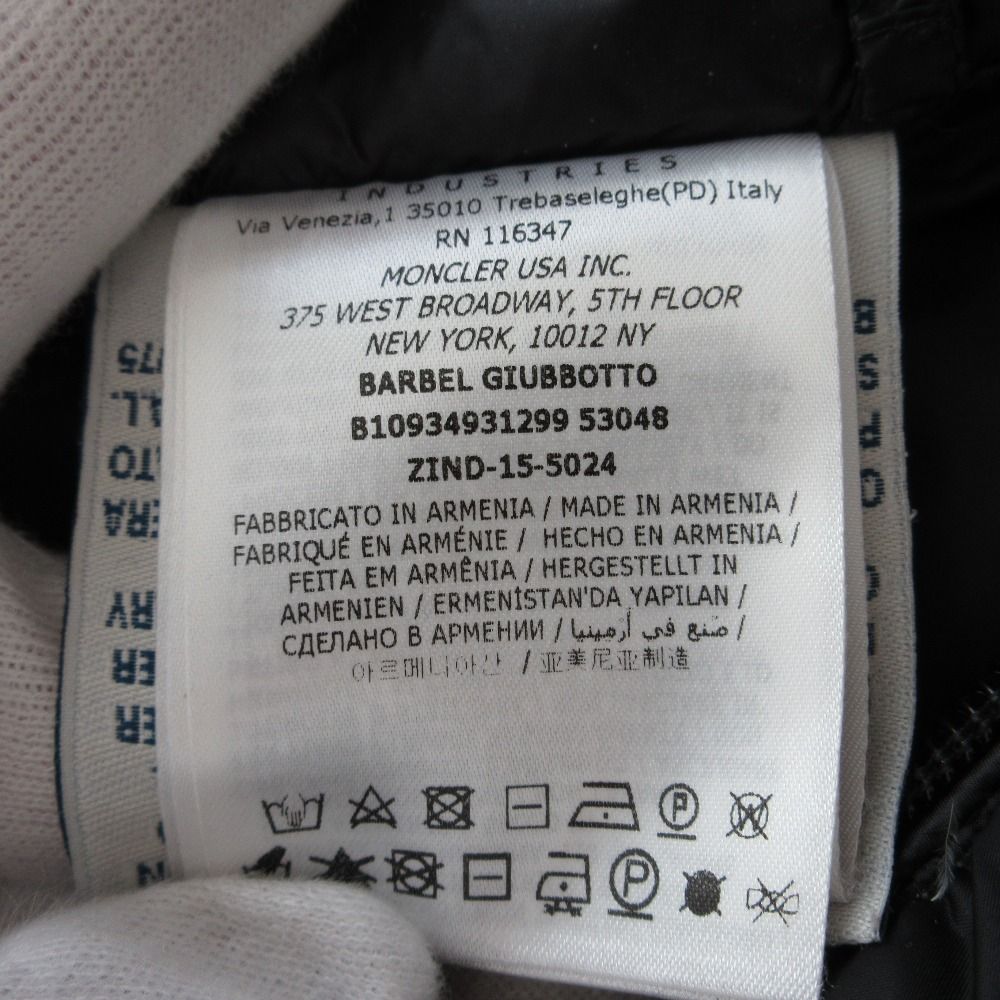 INDUSTRIES
Via Venezia,1 35010 Trebaseleghe(PD) Italy
RN 116347
MONCLER USA INC.
375 WEST BROADWAY, 5TH FLOOR
NEW YORK, 10012 NY
BARBEL GIUBBOTTO
B10934931299 53048
ZIND-15-5024
FABBRICATO IN ARMENIA / MADE IN ARMENIA /
FABRIQUÉ EN ARMÉNIE / HECHO EN ARMENIA /
FEITA EM ARMÊNIA / HERGESTELLT IN
ARMENIEN / ERMENİSTAN'DA YAPILAN /
СДЕЛАНО В АРМЕНИИ / صنع في أرمينيا /
아르메니아산 / 亚美尼亚制造
P
P